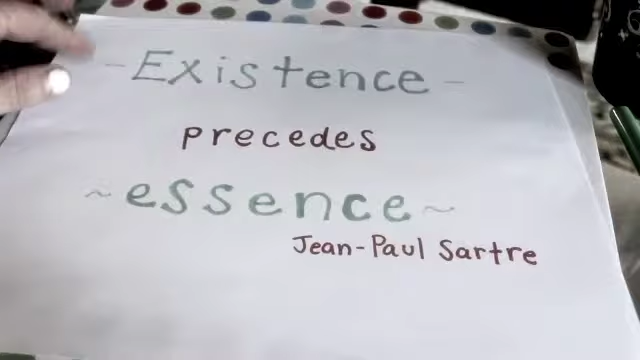 - Existence -
precedes
~ essence ~
Jean-Paul Sartre